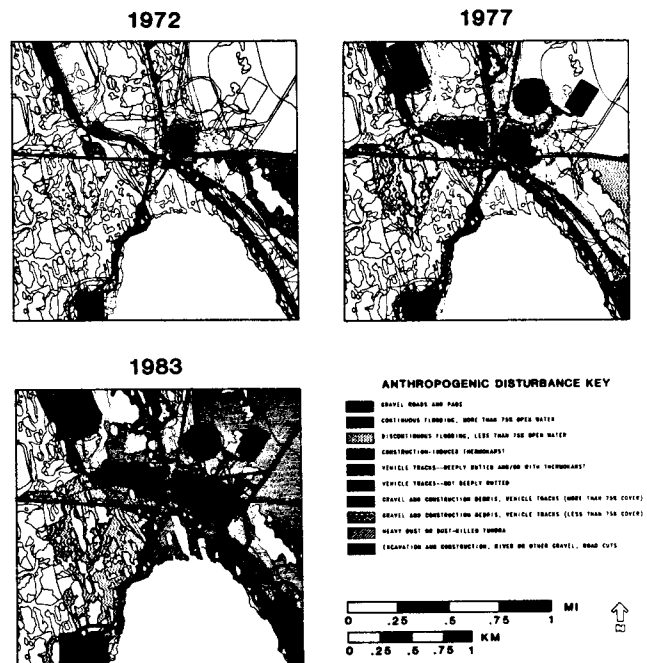 1972
1977
1983
ANTHROPOGENIC DISTURBANCE KEY
GRAVEL ROADS AND PADS
CONTINUOUS FLOODING, MORE THAN 75% OPEN WATER
DISCONTINUOUS FLOODING, LESS THAN 75% OPEN WATER
CONSTRUCTION-INDUCED THERMOKARST
VEHICLE TRACKS--DEEPLY RUTTED AND/OR WITH THERMOKARST
VEHICLE TRACKS--NOT DEEPLY RUTTED
GRAVEL AND CONSTRUCTION DEBRIS, VEHICLE TRACKS (MORE THAN 75% COVER)
GRAVEL AND CONSTRUCTION DEBRIS, VEHICLE TRACKS (LESS THAN 75% COVER)
HEAVY DUST OR DUST-KILLED TUNDRA
EXCAVATION AND CONSTRUCTION, RIVER OR OTHER GRAVEL, ROAD CUTS
MI
0 .25 .5 .75 1
KM
0 .25 .5 .75 1
N